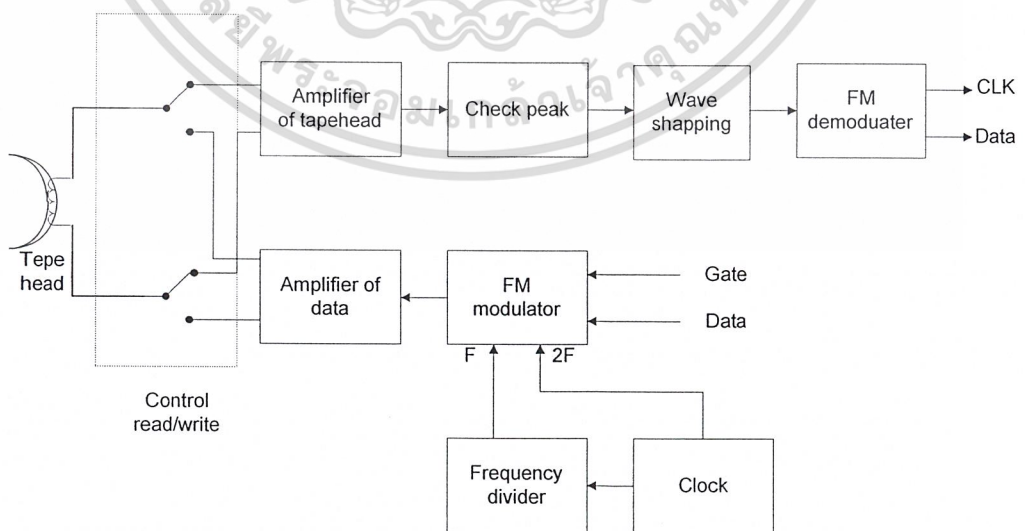 Amplifier
of tapehead
Check peak
Wave
shapping
FM
demoduater
CLK
Data
Tepe
head
Amplifier of
data
FM
modulator
Gate
Data
F
2F
Control
read/write
Frequency
divider
Clock